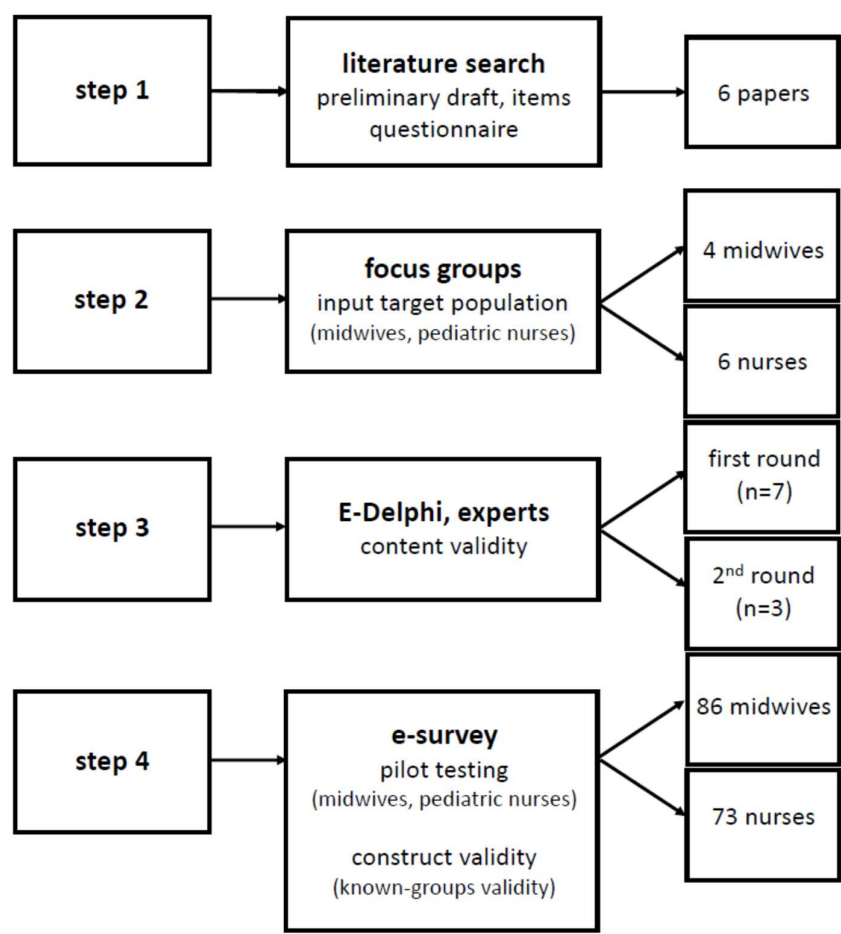 step 1
literature search
preliminary draft, items
questionnaire
6 papers
step 2
focus groups
input target population
(midwives, pediatric nurses)
4 midwives
6 nurses
step 3
E-Delphi, experts
content validity
first round
(n=7)
2nd round
(n=3)
step 4
e-survey
pilot testing
(midwives, pediatric nurses)
construct validity
(known-groups validity)
86 midwives
73 nurses